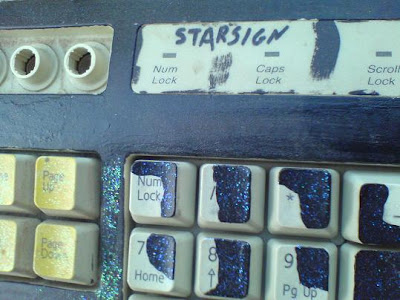 STARSIGN
Num Lock
Caps Lock
Scroll Lock
Page Up
Num Lock
/
*
-
Page Down
7 Home
8 ↑
9 Pg Up